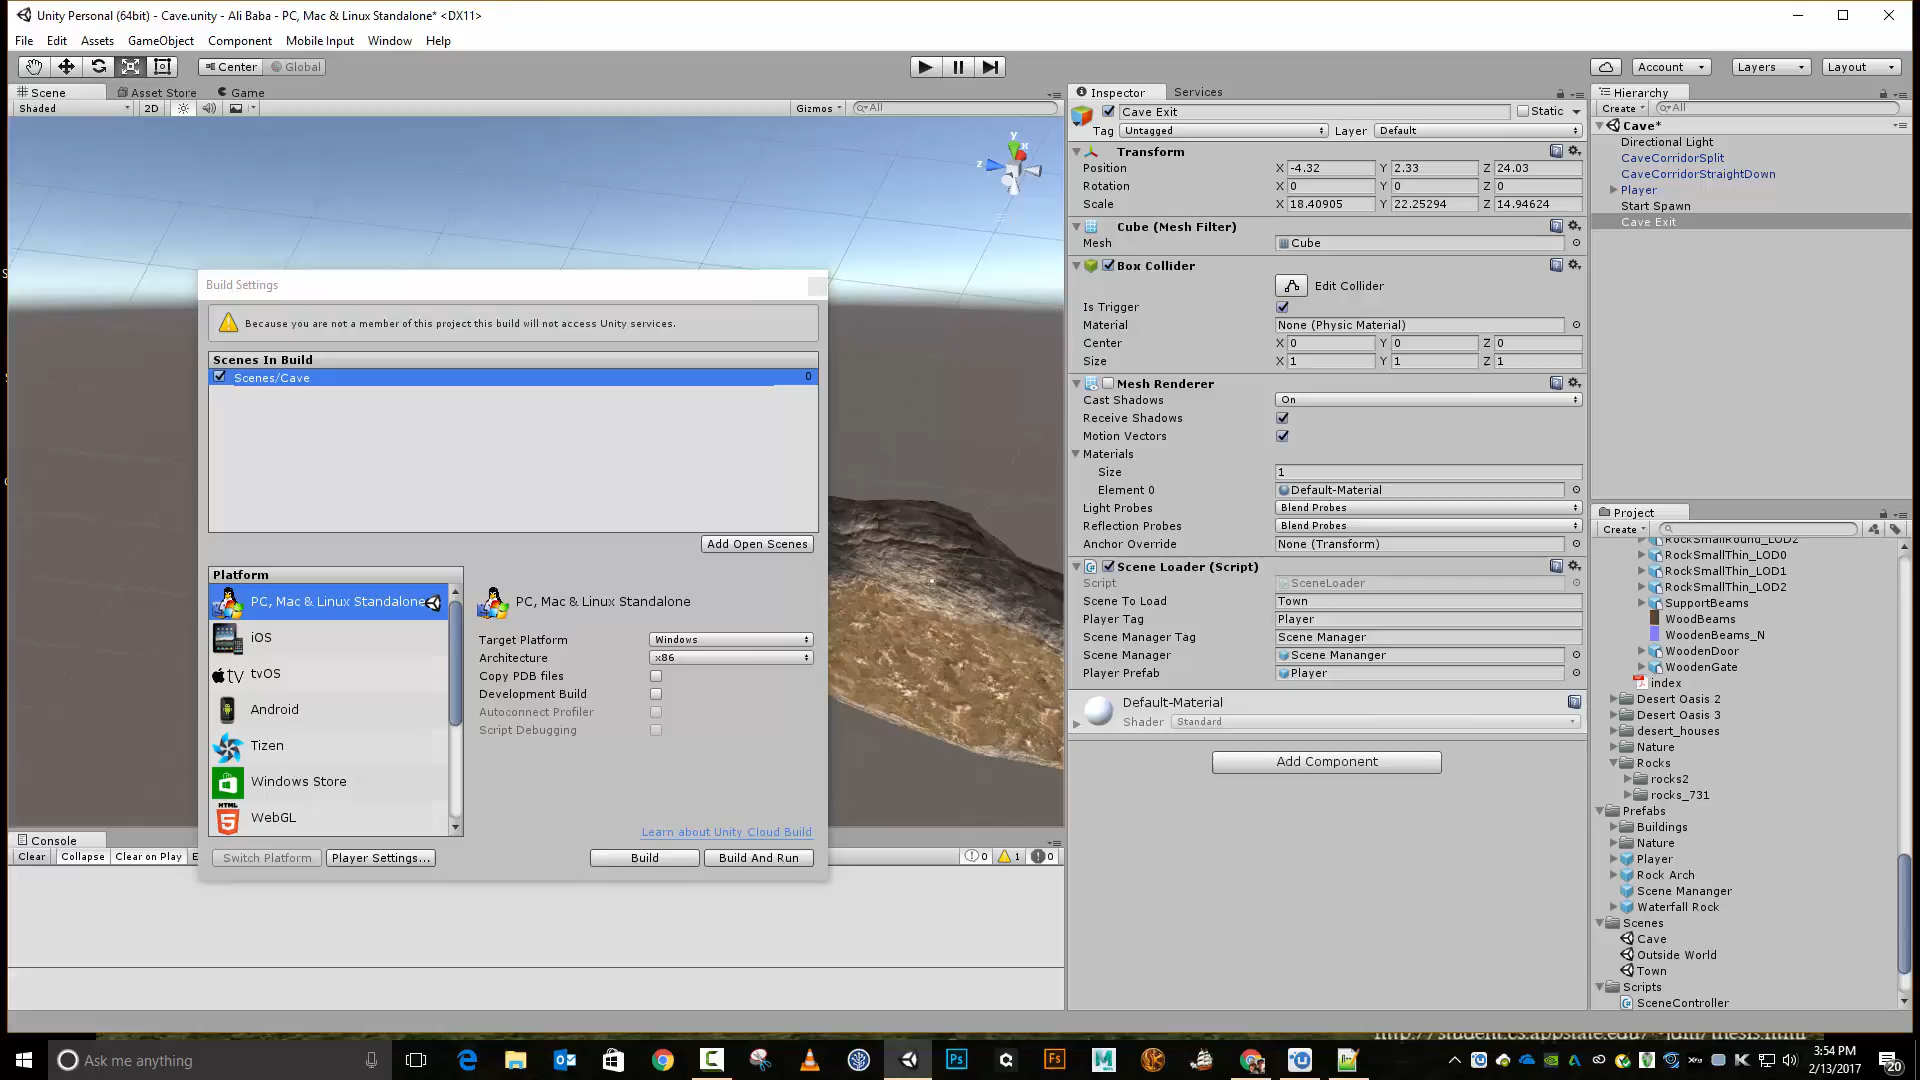 Unity Personal (64bit) - Cave.unity - Ali Baba - PC, Mac & Linux Standalone* <DX11>
File Edit Assets GameObject Component Mobile Input Window Help
Center Global
Account Layers Layout
Scene Asset Store Game
Shaded 2D Gizmos All
Build Settings
Because you are not a member of this project this build will not access Unity services.
Scenes In Build
Scenes/Cave 0
Add Open Scenes
Platform
PC, Mac & Linux Standalone
iOS
tvOS
Android
Tizen
Windows Store
HTML
WebGL
PC, Mac & Linux Standalone
Target Platform Windows
Architecture x86
Copy PDB files
Development Build
Autoconnect Profiler
Script Debugging
Learn about Unity Cloud Build
Switch Platform Player Settings... Build Build And Run
Console
Clear Collapse Clear on Play E 0 1 0
Inspector Services
Cave Exit Static
Tag Untagged Layer Default
Transform
Position X -4.32 Y 2.33 Z 24.03
Rotation X 0 Y 0 Z 0
Scale X 18.40905 Y 22.25294 Z 14.94624
Cube (Mesh Filter)
Mesh Cube
Box Collider
Edit Collider
Is Trigger
Material None (Physic Material)
Center X 0 Y 0 Z 0
Size X 1 Y 1 Z 1
Mesh Renderer
Cast Shadows On
Receive Shadows
Motion Vectors
Materials
Size 1
Element 0 Default-Material
Light Probes Blend Probes
Reflection Probes Blend Probes
Anchor Override None (Transform)
Scene Loader (Script)
Script SceneLoader
Scene To Load Town
Player Tag Player
Scene Manager Tag Scene Manager
Scene Manager Scene Mananger
Player Prefab Player
Default-Material
Shader Standard
Add Component
Hierarchy
Create All
Cave*
Directional Light
CaveCorridorSplit
CaveCorridorStraightDown
Player
Start Spawn
Cave Exit
Project
Create
RockSmallRound_LOD2
RockSmallThin_LOD0
RockSmallThin_LOD1
RockSmallThin_LOD2
SupportBeams
WoodBeams
WoodenBeams_N
WoodenDoor
WoodenGate
index
Desert Oasis 2
Desert Oasis 3
desert_houses
Nature
Rocks
rocks2
rocks_731
Prefabs
Buildings
Nature
Player
Rock Arch
Scene Mananger
Waterfall Rock
Scenes
Cave
Outside World
Town
Scripts
SceneController
Ask me anything
3:54 PM
2/13/2017
20